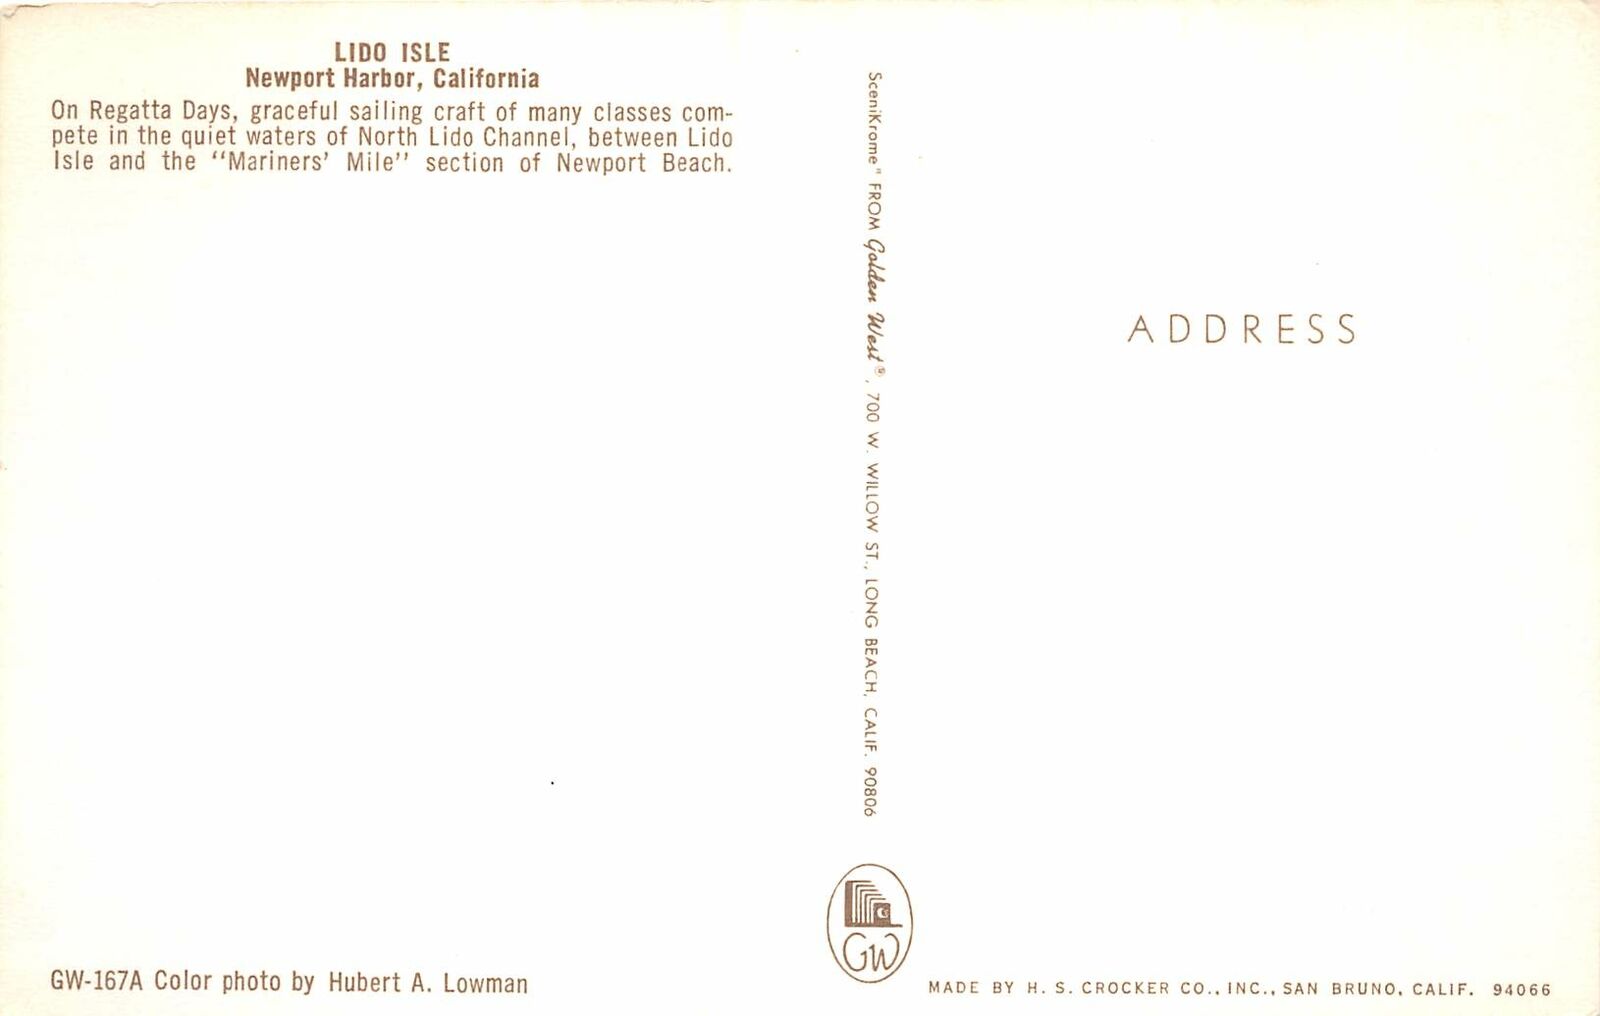 LIDO ISLE
Newport Harbor, California
On Regatta Days, graceful sailing craft of many classes com-
pete in the quiet waters of North Lido Channel, between Lido
Isle and the “Mariners’ Mile” section of Newport Beach.
SceniKrome" FROM Golden West®, 700 W. WILLOW ST., LONG BEACH, CALIF. 90806
ADDRESS
GW
GW-167A Color photo by Hubert A. Lowman
MADE BY H. S. CROCKER CO., INC., SAN BRUNO, CALIF. 94066